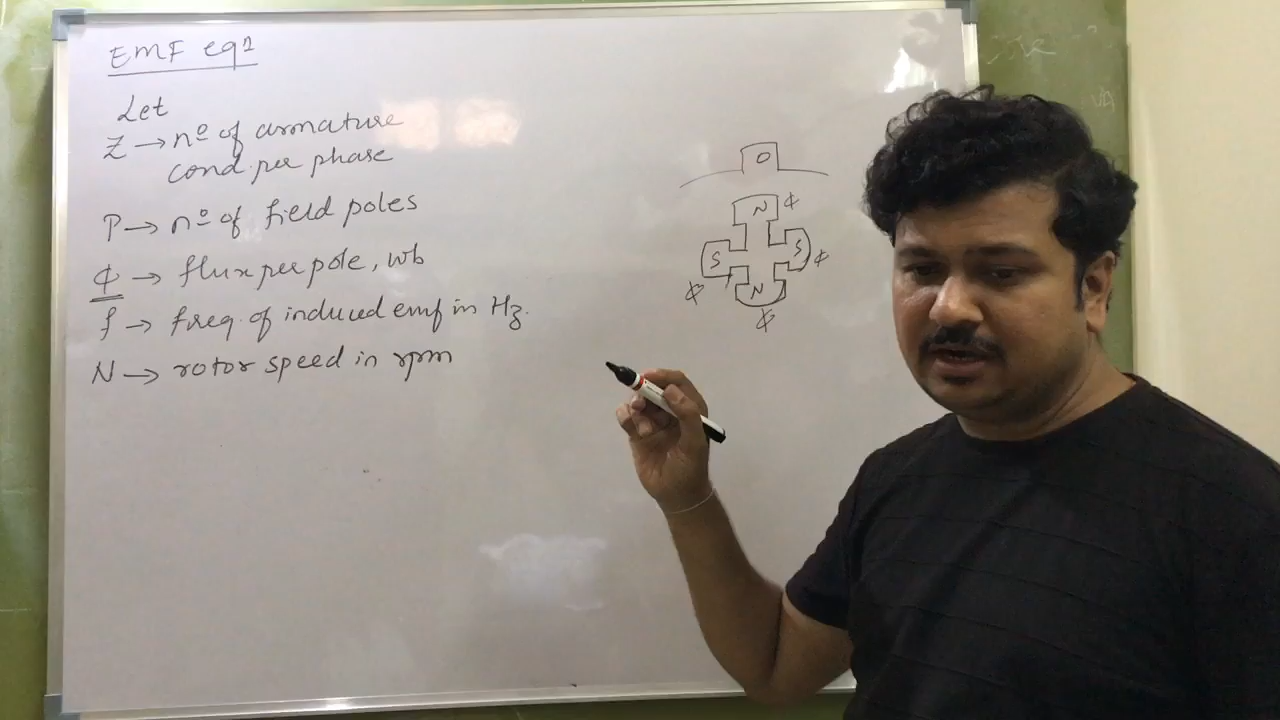 EMF eqn
Let
Z → nº of armature
cond per phase
P → nº of field poles
φ → flux per pole, wb
f → freq. of induced emf in Hz.
N → rotor speed in rpm
N φ
S S φ
φ N
φ